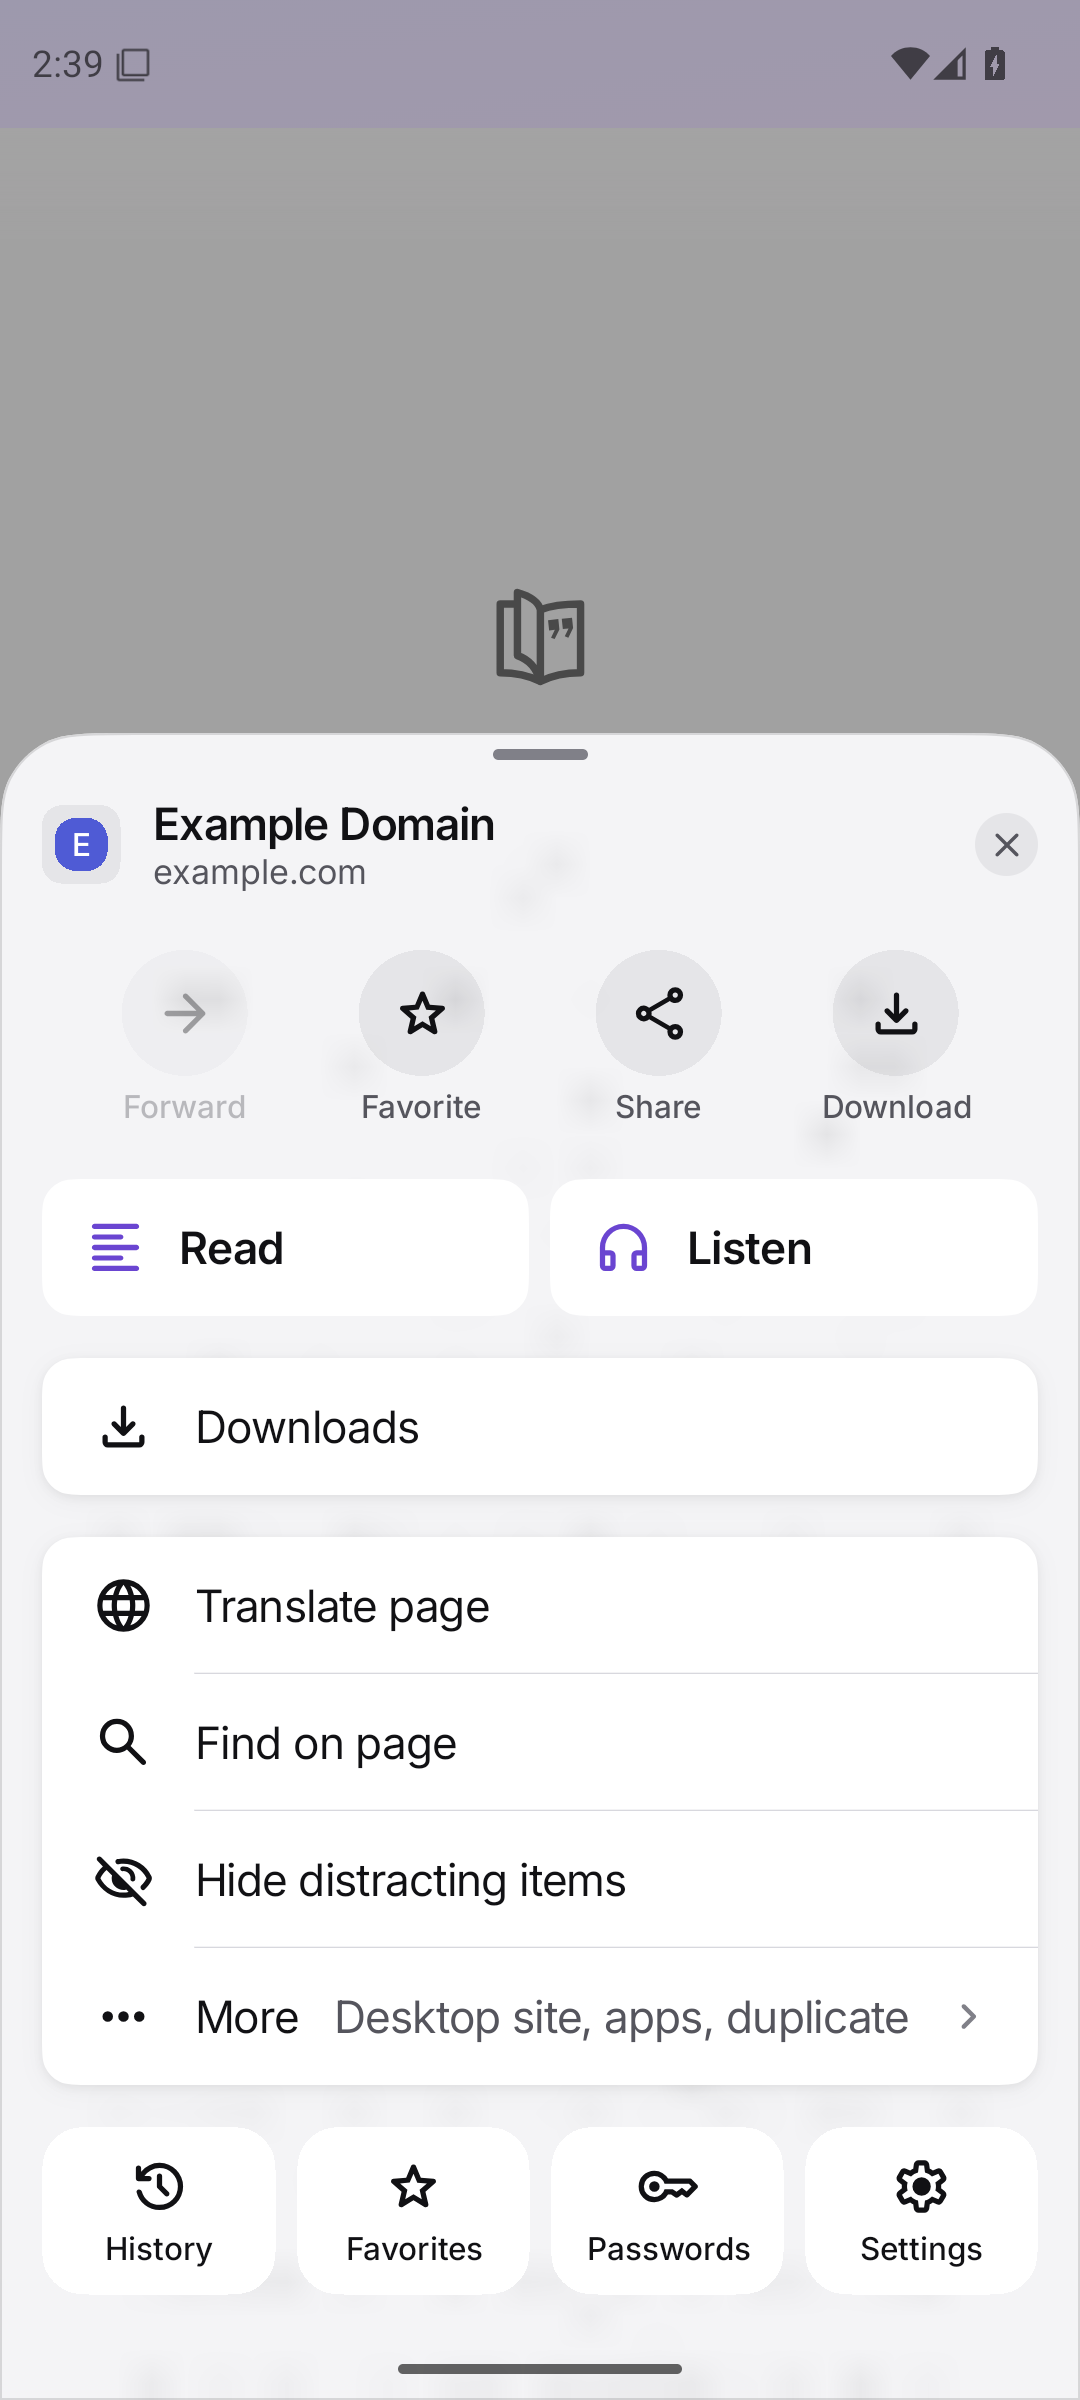 2:39
Example Domain
E
example.com
Forward
Favorite
Share
Download
Read
Listen
Downloads
Translate page
Find on page
Hide distracting items
More Desktop site, apps, duplicate
History
Favorites
Passwords
Settings